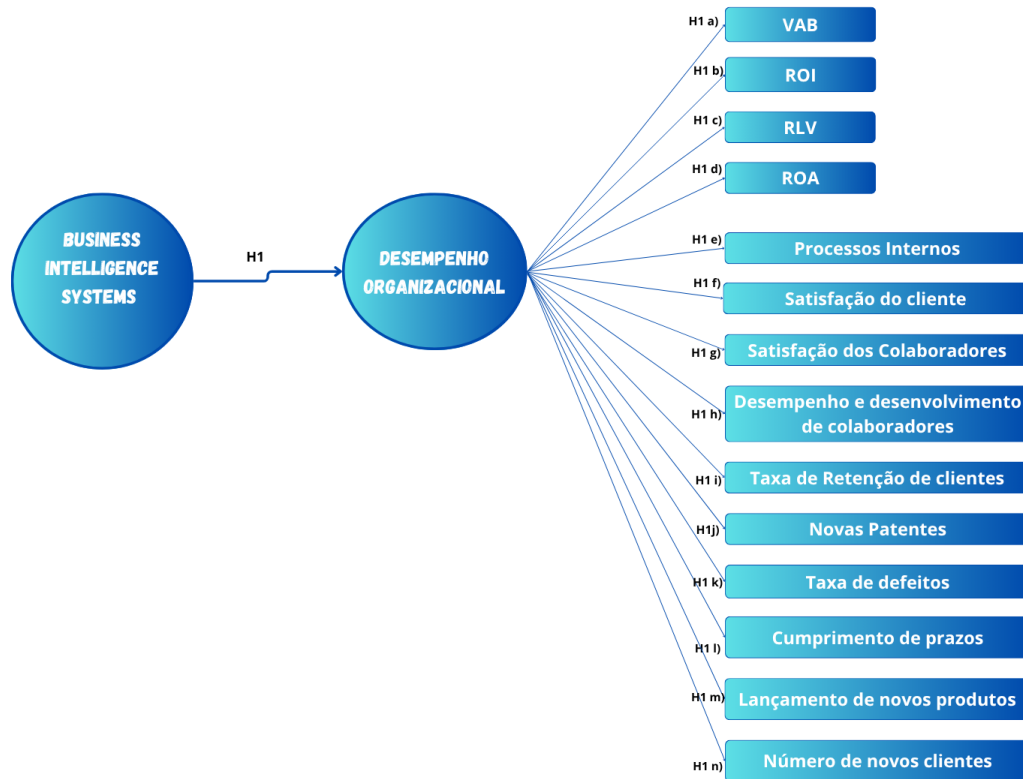 H1 a)
VAB
H1 b)
ROI
H1 c)
RLV
H1 d)
ROA
BUSINESS
INTELLIGENCE
SYSTEMS
H1
DESEMPENHO
ORGANIZACIONAL
H1 e)
Processos Internos
H1 f)
Satisfação do cliente
H1 g)
Satisfação dos Colaboradores
H1 h)
Desempenho e desenvolvimento
de colaboradores
H1 i)
Taxa de Retenção de clientes
H1j)
Novas Patentes
H1 k)
Taxa de defeitos
H1 l)
Cumprimento de prazos
H1 m)
Lançamento de novos produtos
H1 n)
Número de novos clientes